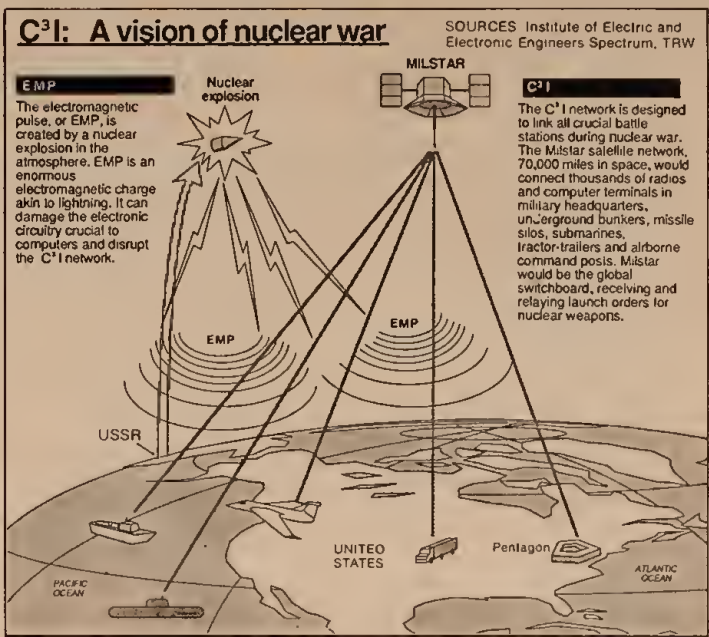 C³I: A vision of nuclear war
SOURCES Institute of Electric and
Electronic Engineers Spectrum, TRW
EMP
The electromagnetic
pulse, or EMP, is
created by a nuclear
explosion in the
atmosphere. EMP is an
enormous
electromagnetic charge
akin to lightning. It can
damage the electronic
circuitry crucial to
computers and disrupt
the C³I network.
Nuclear
explosion
MILSTAR
C³I
The C³I network is designed
to link all crucial battle
stations during nuclear war.
The Milstar satellite network,
70,000 miles in space, would
connect thousands of radios
and computer terminals in
military headquarters,
underground bunkers, missile
silos, submarines,
tractor-trailers and airborne
command posts. Milstar
would be the global
switchboard, receiving and
relaying launch orders for
nuclear weapons.
EMP
EMP
USSR
UNITED
STATES
Pentagon
PACIFIC
OCEAN
ATLANTIC
OCEAN